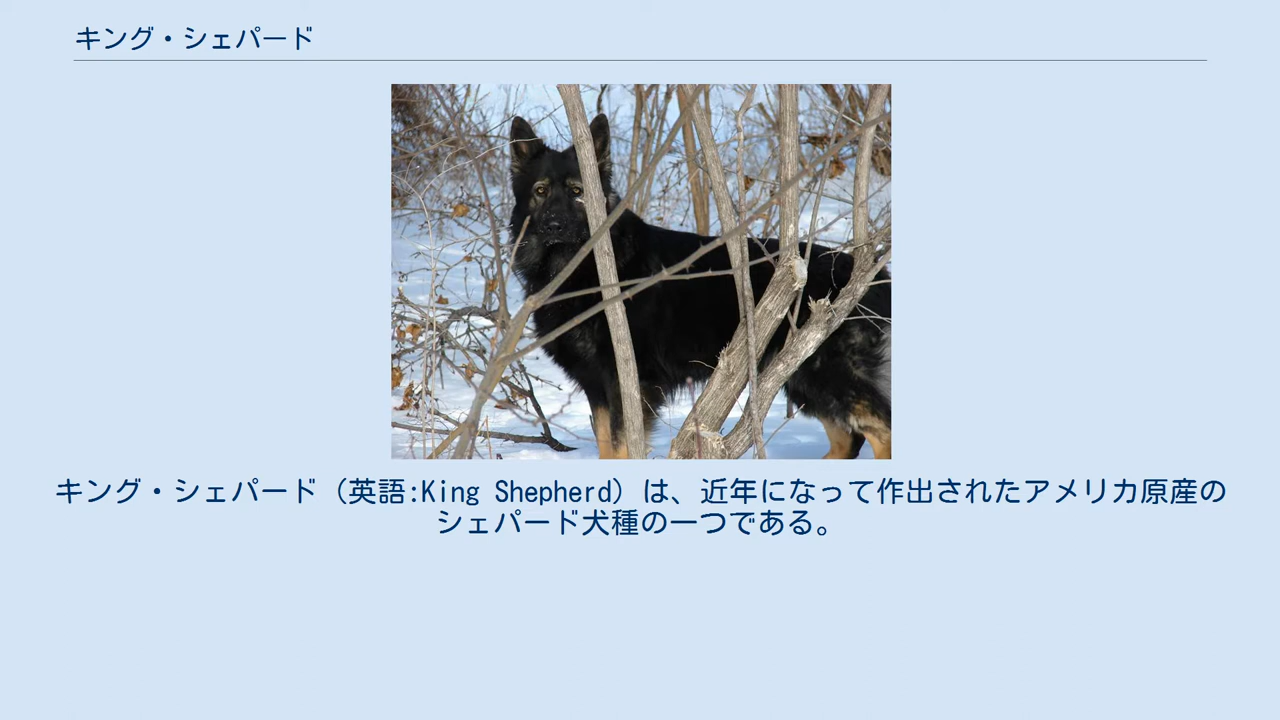 キング・シェパード
キング・シェパード（英語:King Shepherd）は、近年になって作出されたアメリカ原産の
シェパード犬種の一つである。